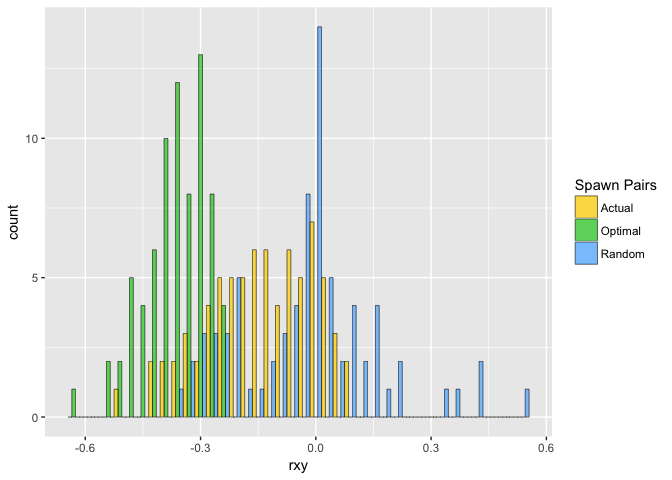 10
5
0
count
-0.6
-0.3
0.0
0.3
0.6
rxy
Spawn Pairs
Actual
Optimal
Random